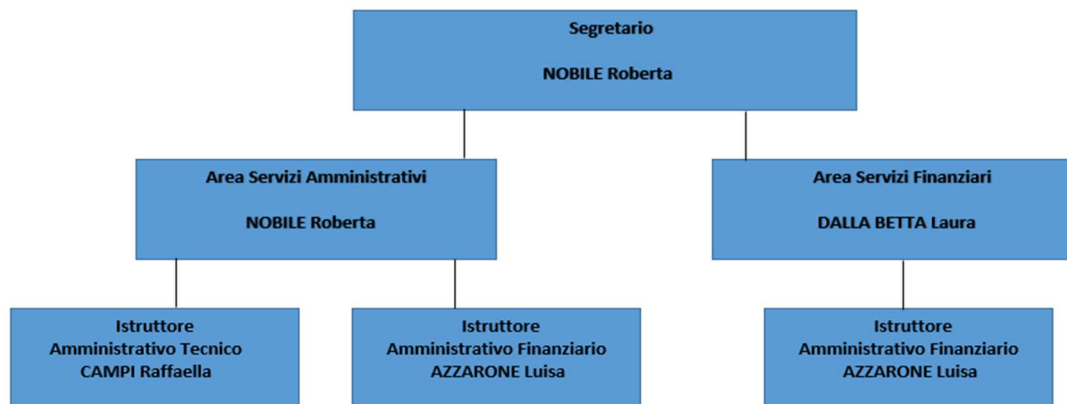 Segretario
NOBILE Roberta
Area Servizi Amministrativi
NOBILE Roberta
Area Servizi Finanziari
DALLA BETTA Laura
Istruttore
Amministrativo Tecnico
CAMPI Raffaella
Istruttore
Amministrativo Finanziario
AZZARONE Luisa
Istruttore
Amministrativo Finanziario
AZZARONE Luisa